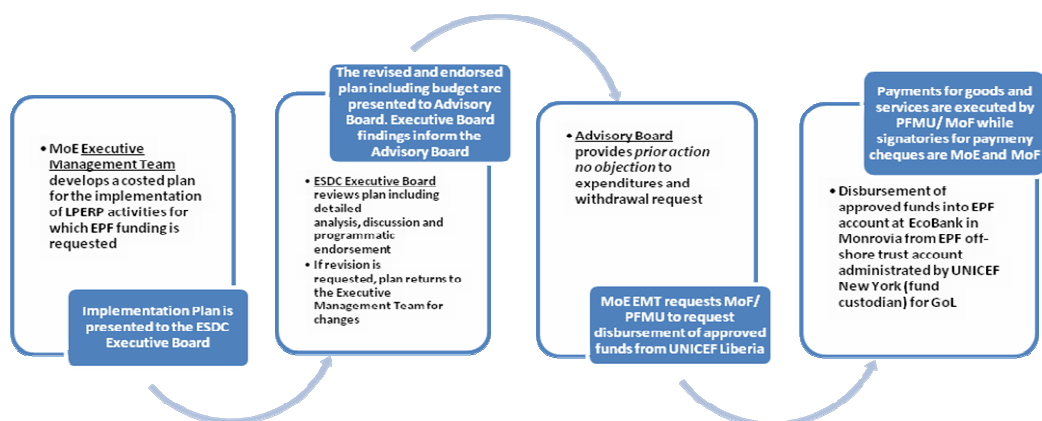 • MoE Executive
Management Team
develops a costed plan
for the implementation
of LPERP activities for
which EPF funding is
requested
Implementation Plan is
presented to the ESDC
Executive Board
The revised and endorsed
plan including budget are
presented to Advisory
Board. Executive Board
findings inform the
Advisory Board
• ESDC Executive Board
reviews plan including
detailed
analysis, discussion and
programmatic
endorsement
• If revision is
requested, plan returns to
the Executive
Management Team for
changes
• Advisory Board
provides prior action
no objection to
expenditures and
withdrawal request
MoE EMT requests MoF/
PFMU to request
disbursement of approved
funds from UNICEF Liberia
Payments for goods and
services are executed by
PFMU/ MoF while
signatories for paymeny
cheques are MoE and MoF
• Disbursement of
approved funds into EPF
account at EcoBank in
Monrovia from EPF off-
shore trust account
administrated by UNICEF
New York (fund
custodian) for GoL